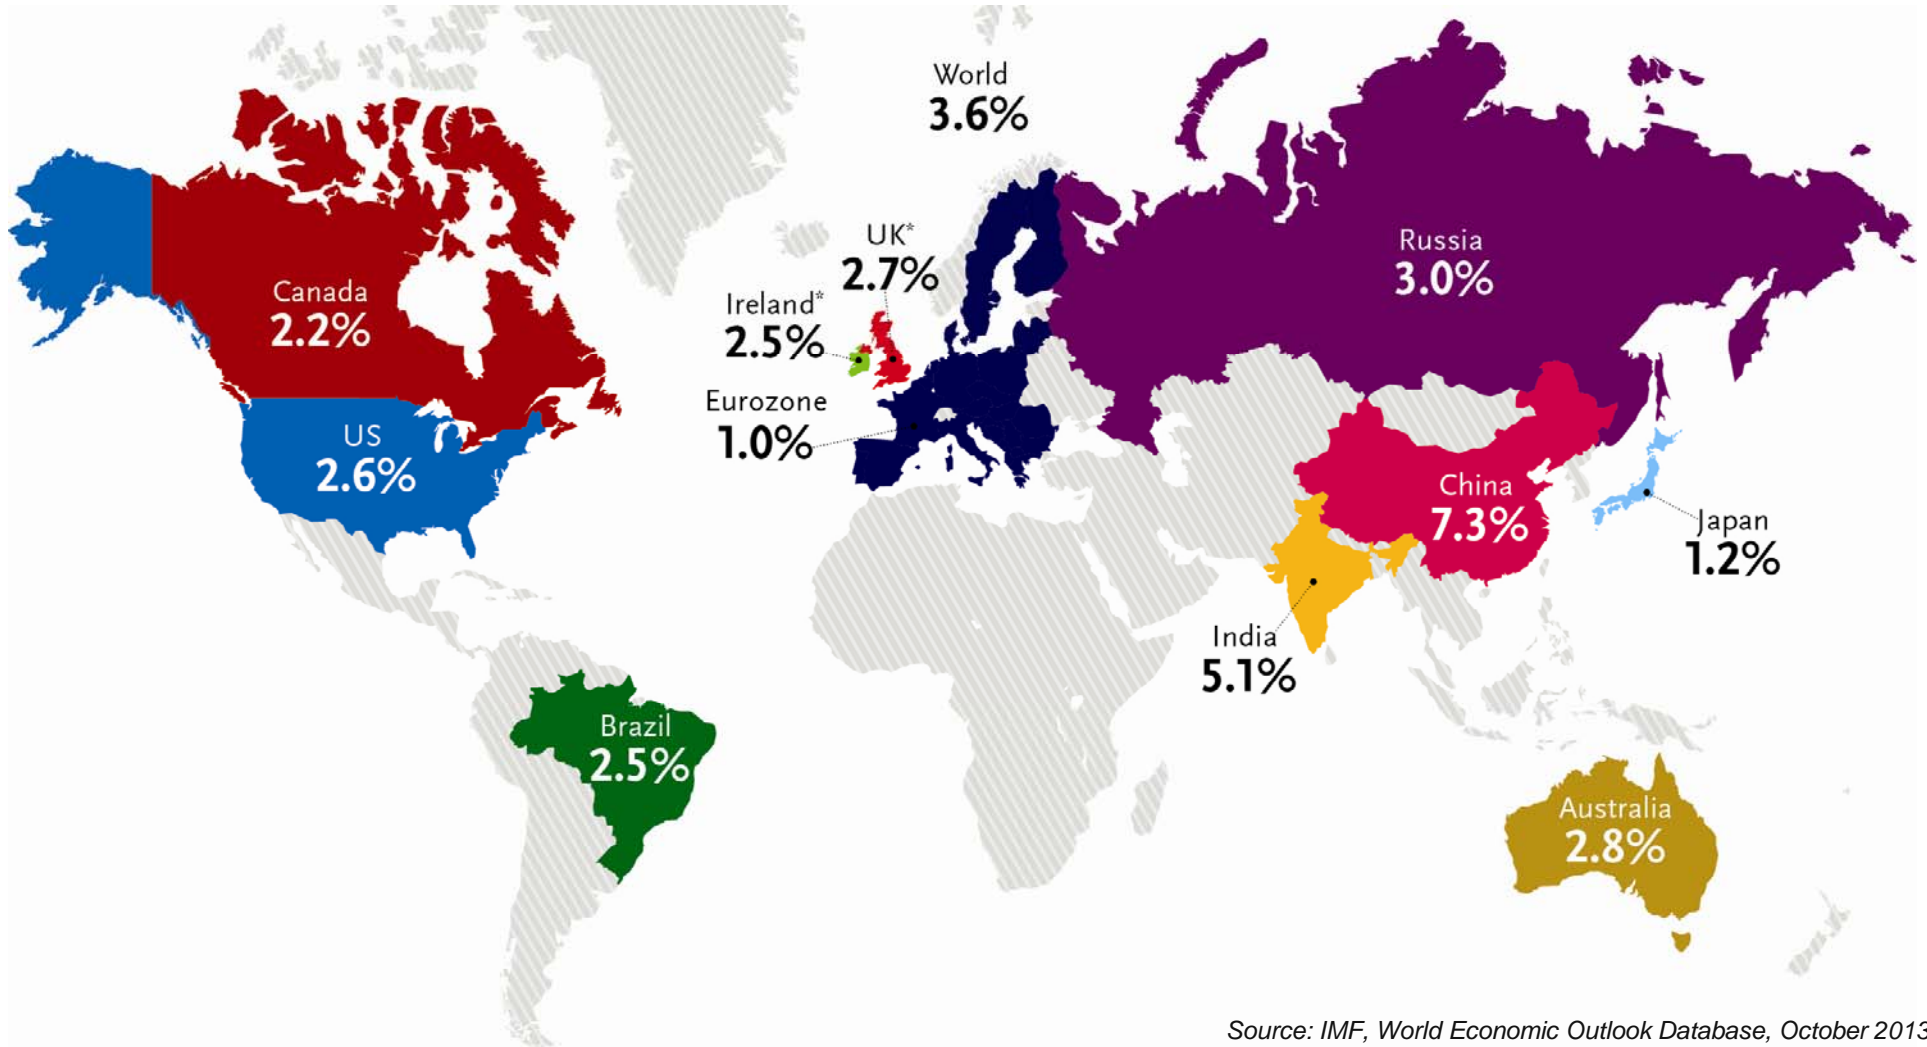 World
3.6%
UK*
2.7%
Russia
3.0%
Canada
2.2%
Ireland*
2.5%
Eurozone
1.0%
US
2.6%
China
7.3%
Japan
1.2%
India
5.1%
Brazil
2.5%
Australia
2.8%
Source: IMF, World Economic Outlook Database, October 2013